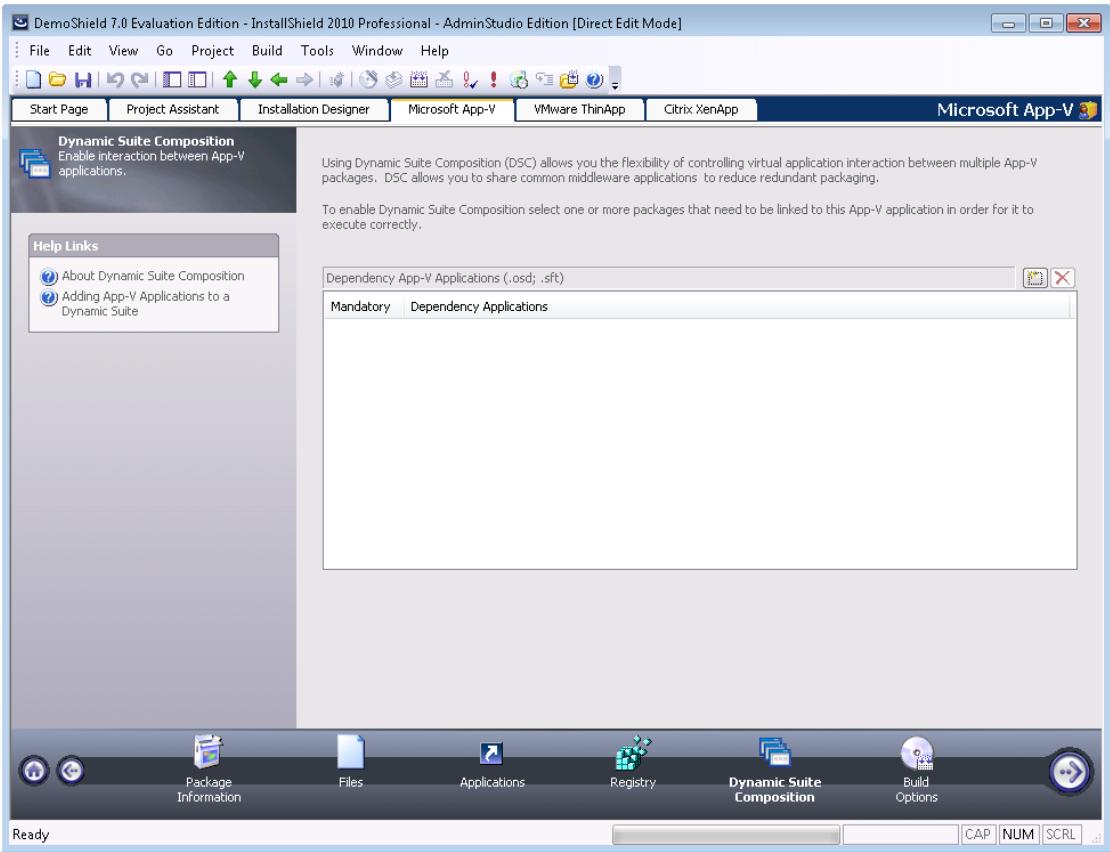 DemoShield 7.0 Evaluation Edition - InstallShield 2010 Professional - AdminStudio Edition [Direct Edit Mode]
File Edit View Go Project Build Tools Window Help
Start Page Project Assistant Installation Designer Microsoft App-V VMware ThinApp Citrix XenApp Microsoft App-V
Dynamic Suite Composition
Enable interaction between App-V
applications.
Using Dynamic Suite Composition (DSC) allows you the flexibility of controlling virtual application interaction between multiple App-V
packages. DSC allows you to share common middleware applications to reduce redundant packaging.
To enable Dynamic Suite Composition select one or more packages that need to be linked to this App-V application in order for it to
execute correctly.
Help Links
About Dynamic Suite Composition
Adding App-V Applications to a
Dynamic Suite
Dependency App-V Applications (.osd; .sft)
Mandatory Dependency Applications
Package
Information
Files
Applications
Registry
Dynamic Suite
Composition
Build
Options
Ready CAP NUM SCRL